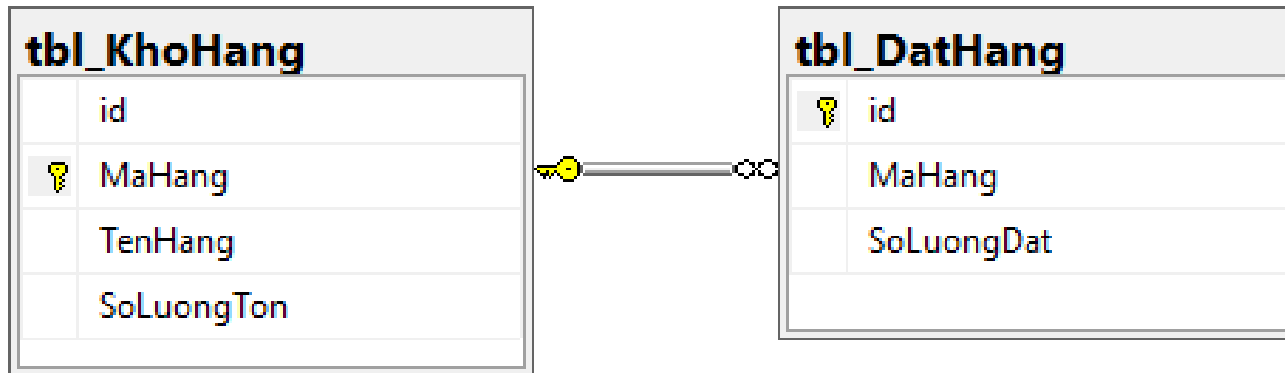 tbl_KhoHang
id
MaHang
TenHang
SoLuongTon
tbl_DatHang
id
MaHang
SoLuongDat